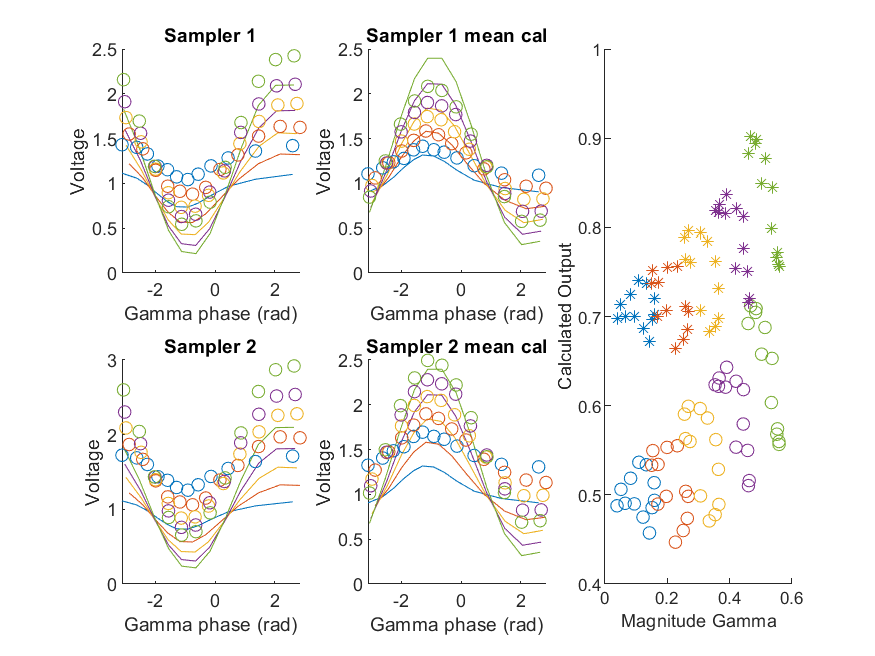 Sampler 1
2.5
2
1.5
1
0.5
0
Voltage
-2 0 2
Gamma phase (rad)
Sampler 1 mean cal
2.5
2
1.5
1
0.5
0
Voltage
-2 0 2
Gamma phase (rad)
Sampler 2
3
2
1
0
Voltage
-2 0 2
Gamma phase (rad)
Sampler 2 mean cal
2.5
2
1.5
1
0.5
0
Voltage
-2 0 2
Gamma phase (rad)
1
0.9
0.8
0.7
0.6
0.5
0.4
Calculated Output
0 0.2 0.4 0.6
Magnitude Gamma